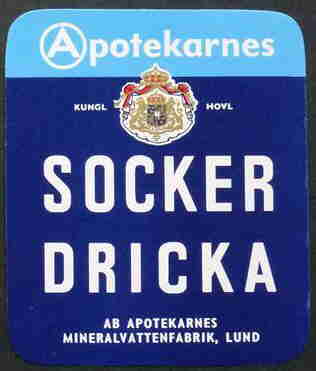 Apotekarnes
KUNGL HOVL
SOCKER
DRICKA
AB APOTEKARNES
MINERALVATTENFABRIK, LUND